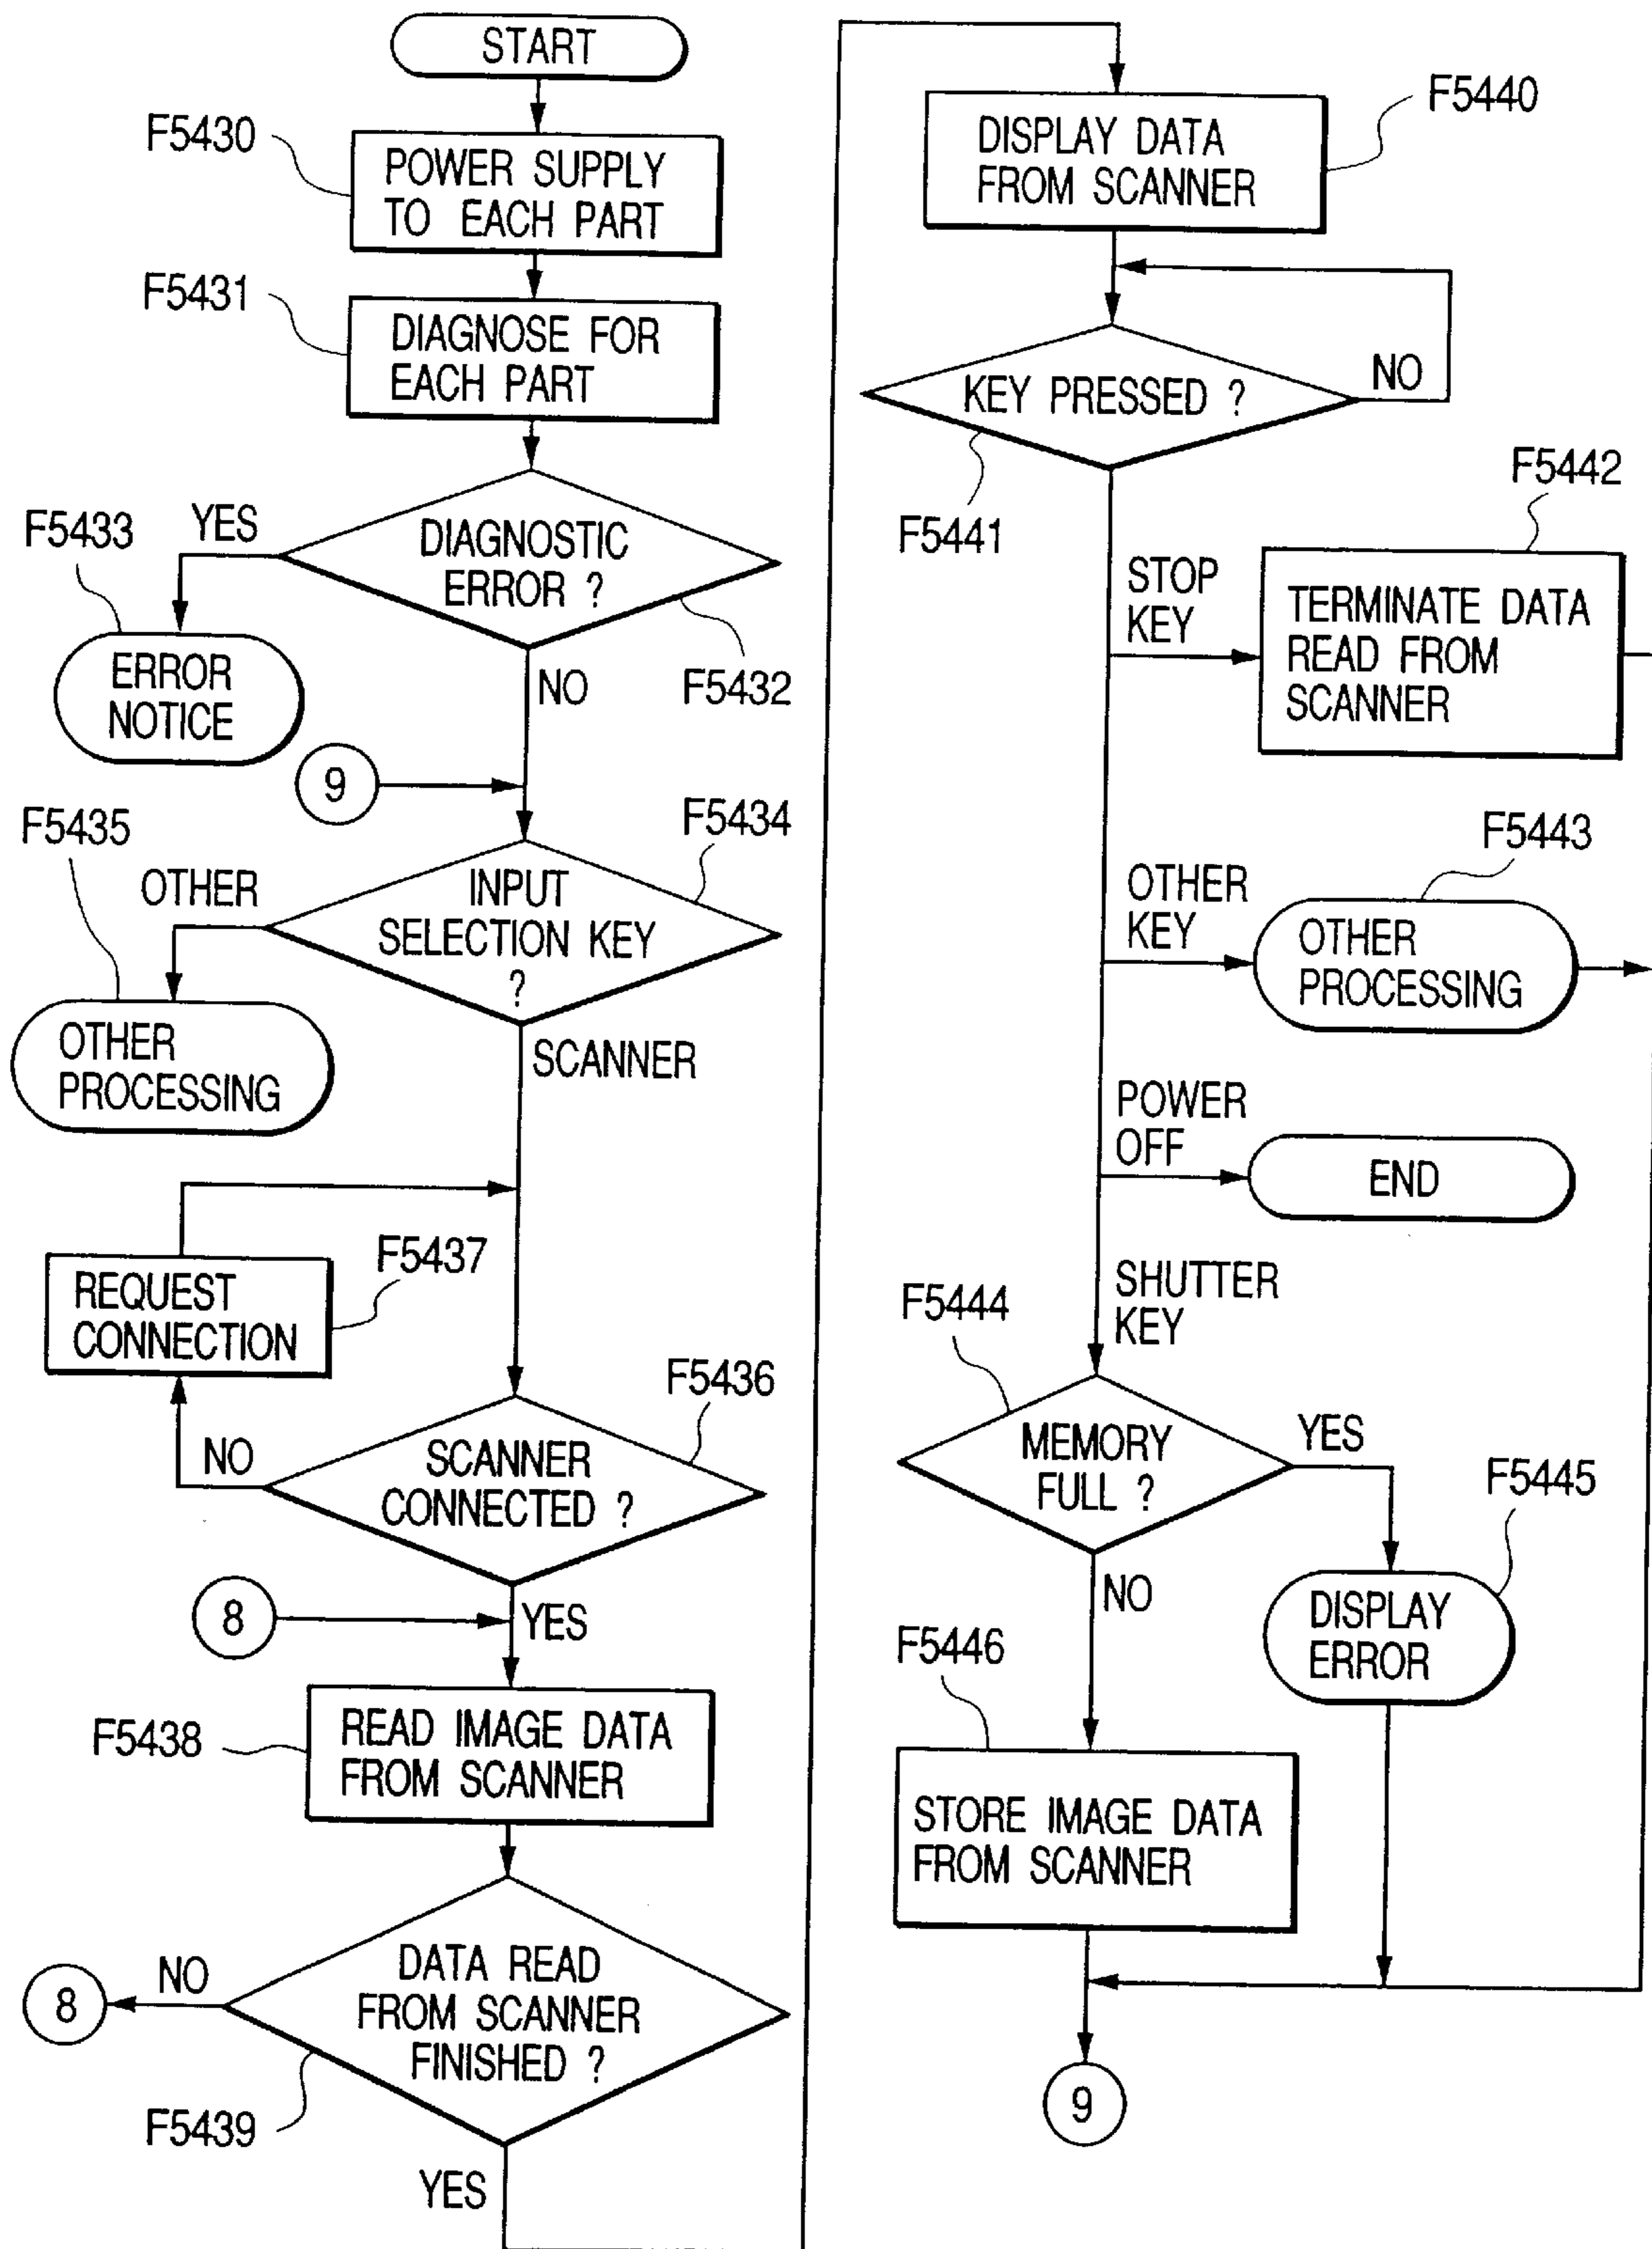 START
F5430
POWER SUPPLY
TO EACH PART
F5431
DIAGNOSE FOR
EACH PART
F5433
YES
DIAGNOSTIC
ERROR ?
F5432
ERROR
NOTICE
NO
9
F5434
F5435
OTHER
INPUT
SELECTION KEY
?
OTHER
PROCESSING
SCANNER
F5437
REQUEST
CONNECTION
F5436
NO
SCANNER
CONNECTED ?
8
YES
READ IMAGE DATA
FROM SCANNER
F5438
NO
8
DATA READ
FROM SCANNER
FINISHED ?
F5439
YES
F5440
DISPLAY DATA
FROM SCANNER
KEY PRESSED ?
NO
F5441
F5442
STOP
KEY
TERMINATE DATA
READ FROM
SCANNER
F5443
OTHER
KEY
OTHER
PROCESSING
POWER
OFF
END
SHUTTER
KEY
F5444
MEMORY
FULL ?
YES
F5445
NO
DISPLAY
ERROR
F5446
STORE IMAGE DATA
FROM SCANNER
9